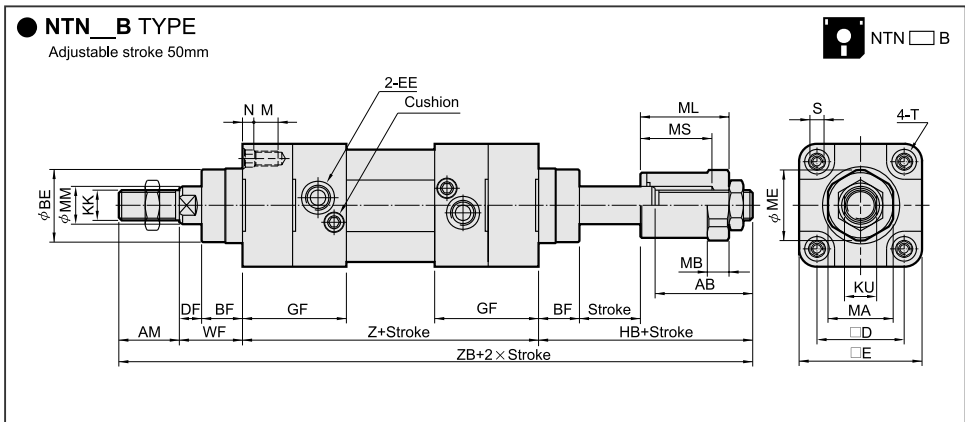 ● NTN__B TYPE
Adjustable stroke 50mm
NTN □ B
2-EE
Cushion
N M
ML
MS
S
4-T
φBE
φMM
KK
φME
MB
AB
KU
MA
DF BF GF GF BF Stroke
□D
AM WF Z+Stroke HB+Stroke
□E
ZB+2×Stroke